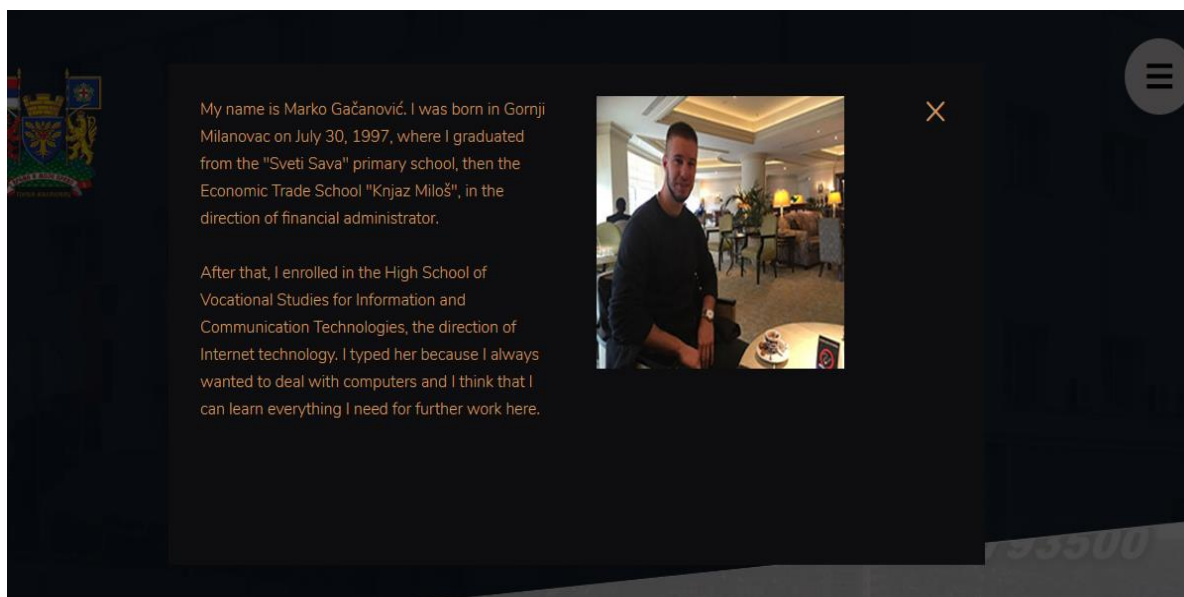 My name is Marko Gačanović. I was born in Gornji
Milanovac on July 30, 1997, where I graduated
from the "Sveti Sava" primary school, then the
Economic Trade School "Knjaz Miloš", in the
direction of financial administrator.
After that, I enrolled in the High School of
Vocational Studies for Information and
Communication Technologies, the direction of
Internet technology. I typed her because I always
wanted to deal with computers and I think that I
can learn everything I need for further work here.
793500